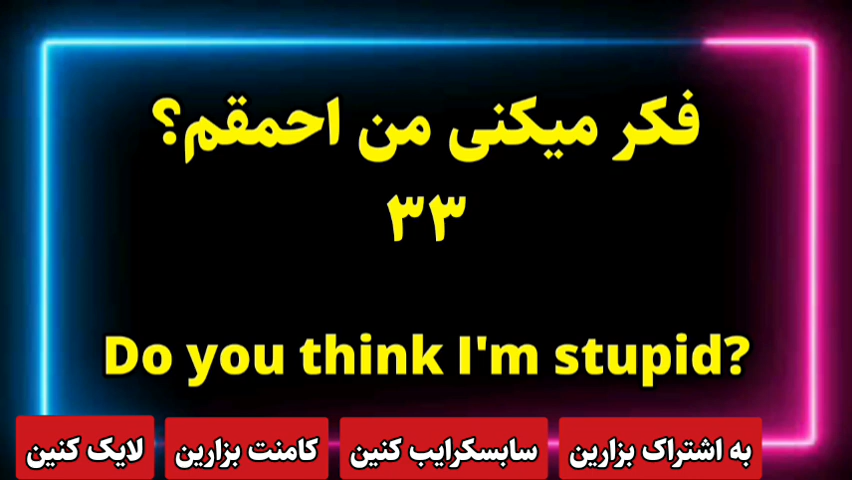 فکر میکنی من احمقم؟
۳۳
Do you think I'm stupid?
به اشتراک بزارین سابسکرایب کنین کامنت بزارین لایک کنین